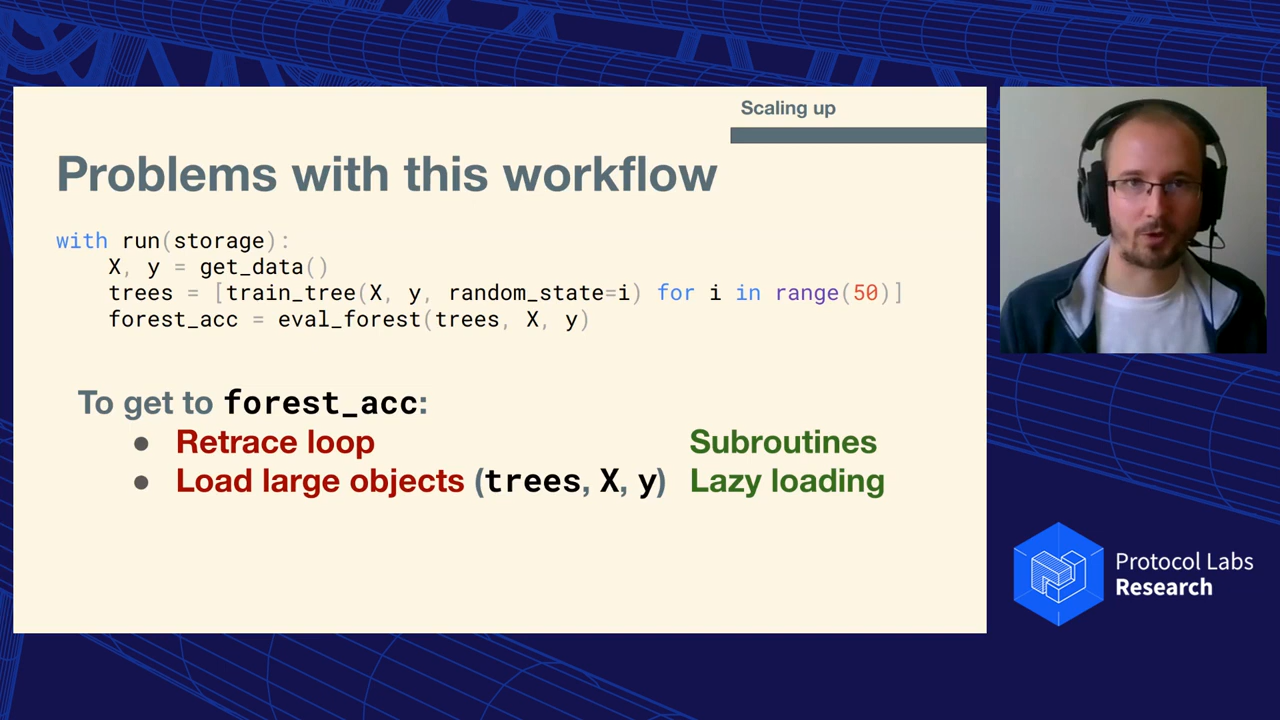 Scaling up
Problems with this workflow
with run(storage):
    X, y = get_data()
    trees = [train_tree(X, y, random_state=i) for i in range(50)]
    forest_acc = eval_forest(trees, X, y)
To get to forest_acc:
● Retrace loop Subroutines
● Load large objects (trees, X, y) Lazy loading
Protocol Labs
Research